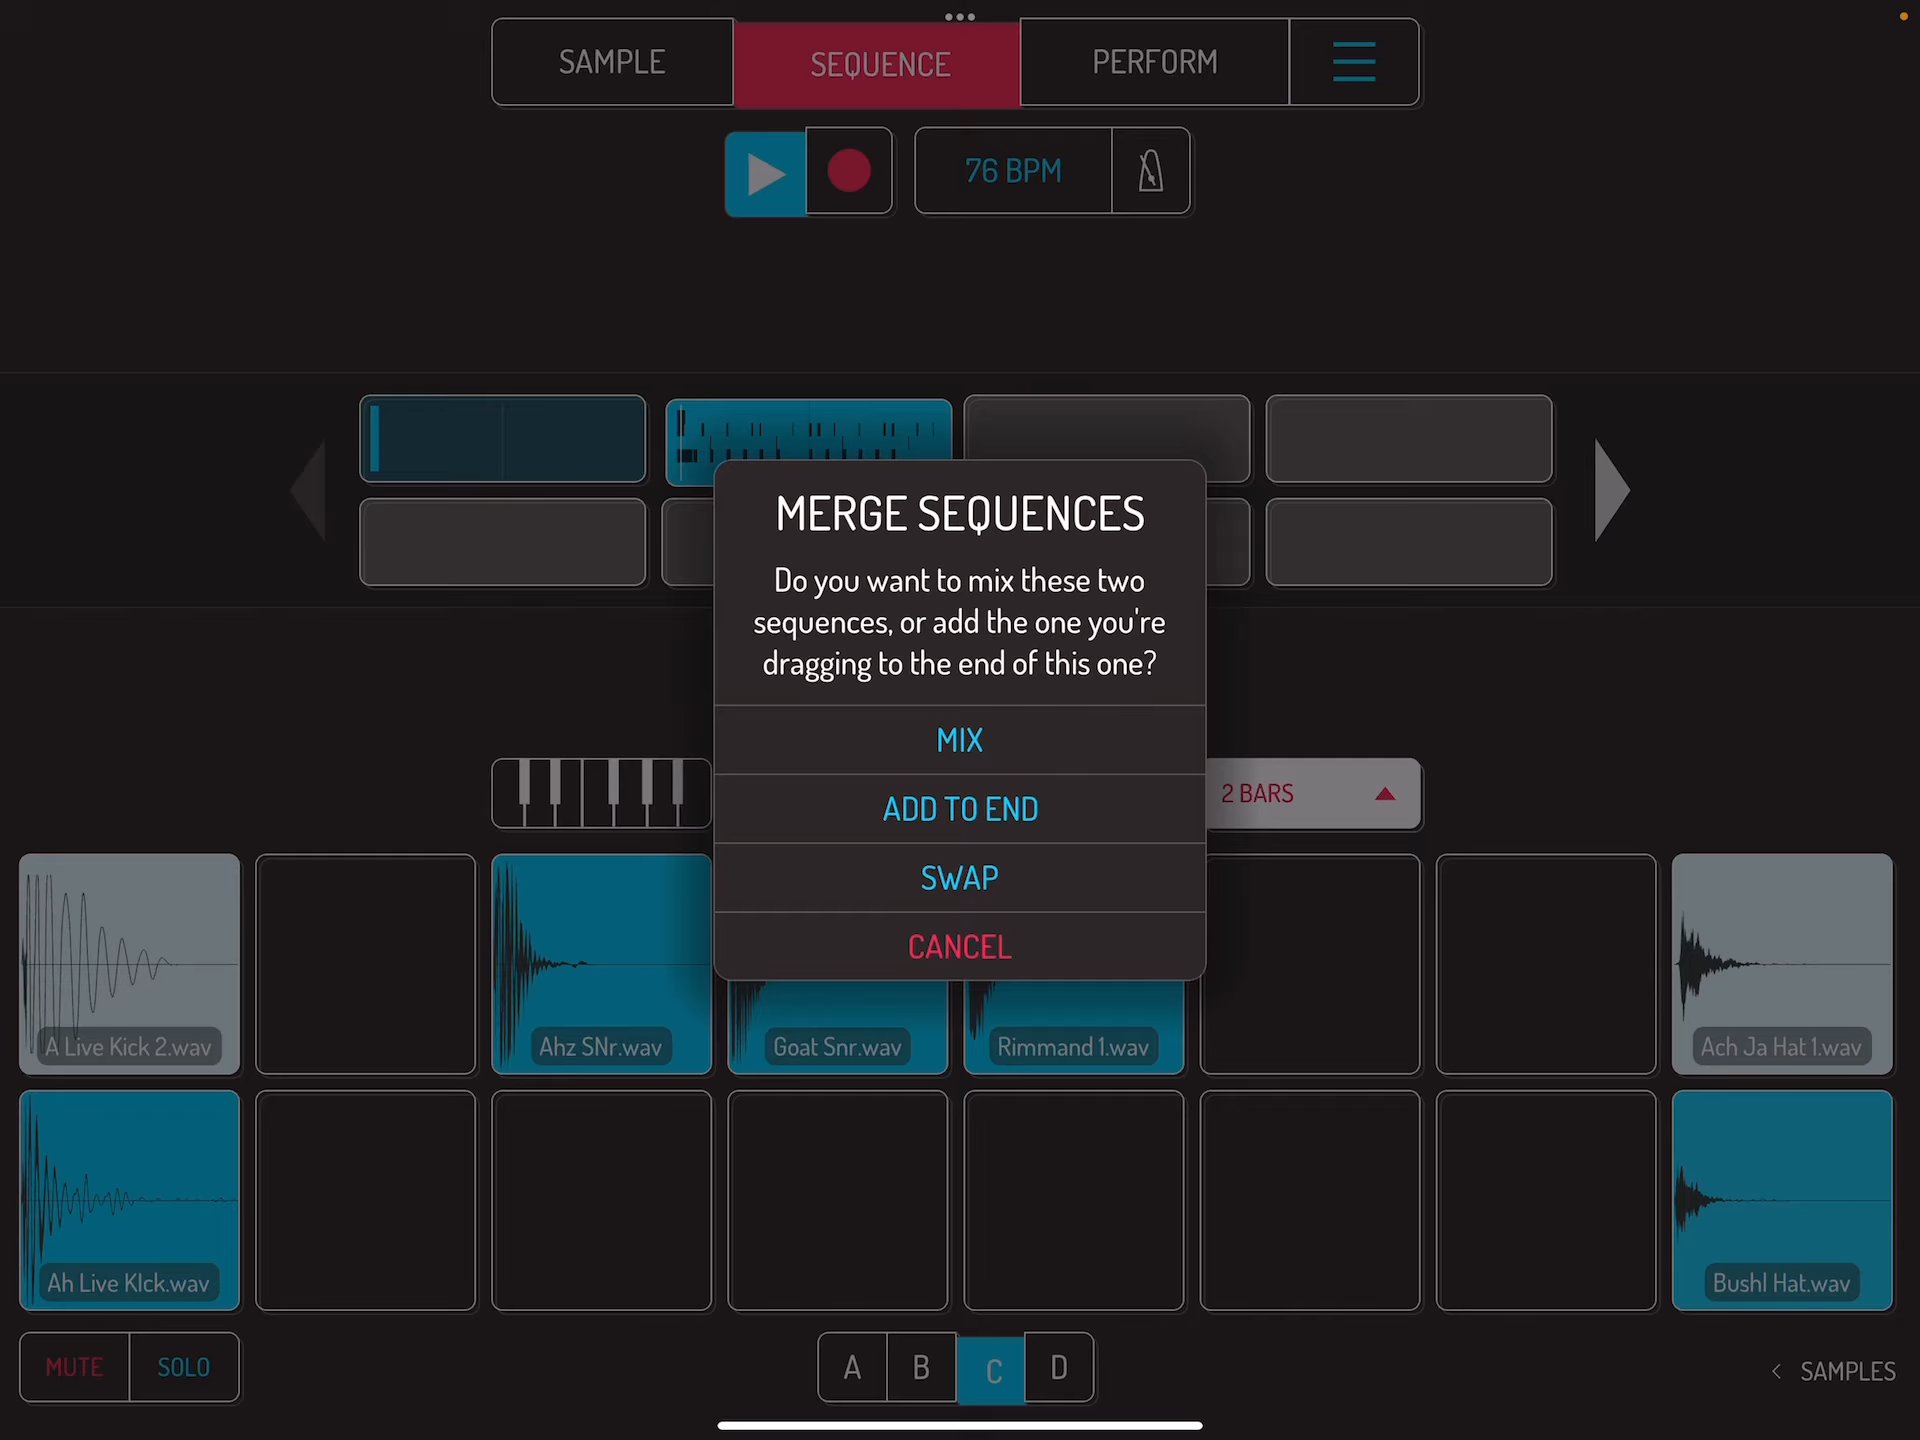 SAMPLE
SEQUENCE
PERFORM
76 BPM
MERGE SEQUENCES
Do you want to mix these two
sequences, or add the one you're
dragging to the end of this one?
MIX
ADD TO END
SWAP
CANCEL
2 BARS
A Live Kick 2.wav
Ahz SNr.wav
Goat Snr.wav
Rimmand 1.wav
Ach Ja Hat 1.wav
Ah Live KIck.wav
Bushl Hat.wav
MUTE
SOLO
A
B
C
D
< SAMPLES